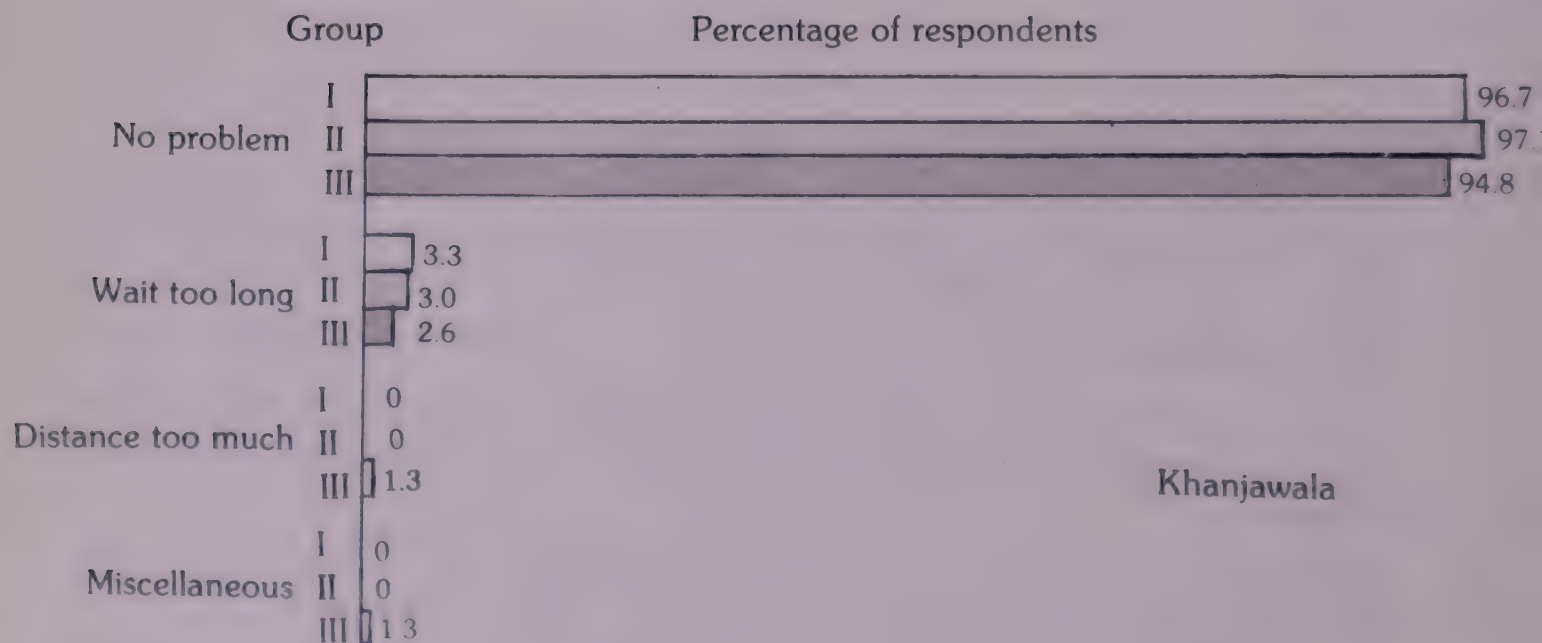 Group Percentage of respondents
I 96.7
No problem II
III 94.8
I 3.3
Wait too long II 3.0
III 2.6
I 0
Distance too much II 0
III 1.3
Khanjawala
I 0
Miscellaneous II 0
III 1 3